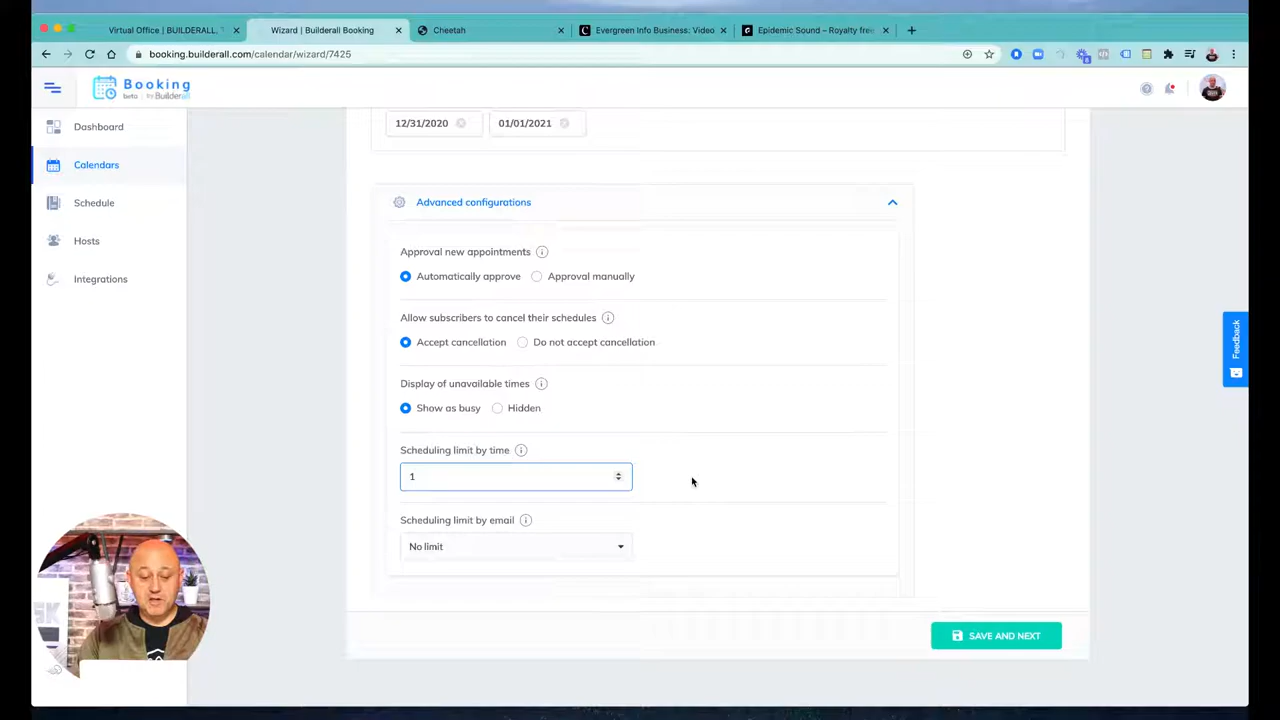 Virtual Office | BUILDERALL.
Wizard | Builderall Booking
Cheetah
Evergreen Info Business: Video
Epidemic Sound – Royalty free
booking.builderall.com/calendar/wizard/7425
Booking
beta by Builderall
Dashboard
Calendars
Schedule
Hosts
Integrations
12/31/2020
01/01/2021
Advanced configurations
Approval new appointments
Automatically approve
Approval manually
Allow subscribers to cancel their schedules
Accept cancellation
Do not accept cancellation
Display of unavailable times
Show as busy
Hidden
Scheduling limit by time
1
Scheduling limit by email
No limit
SAVE AND NEXT
Feedback